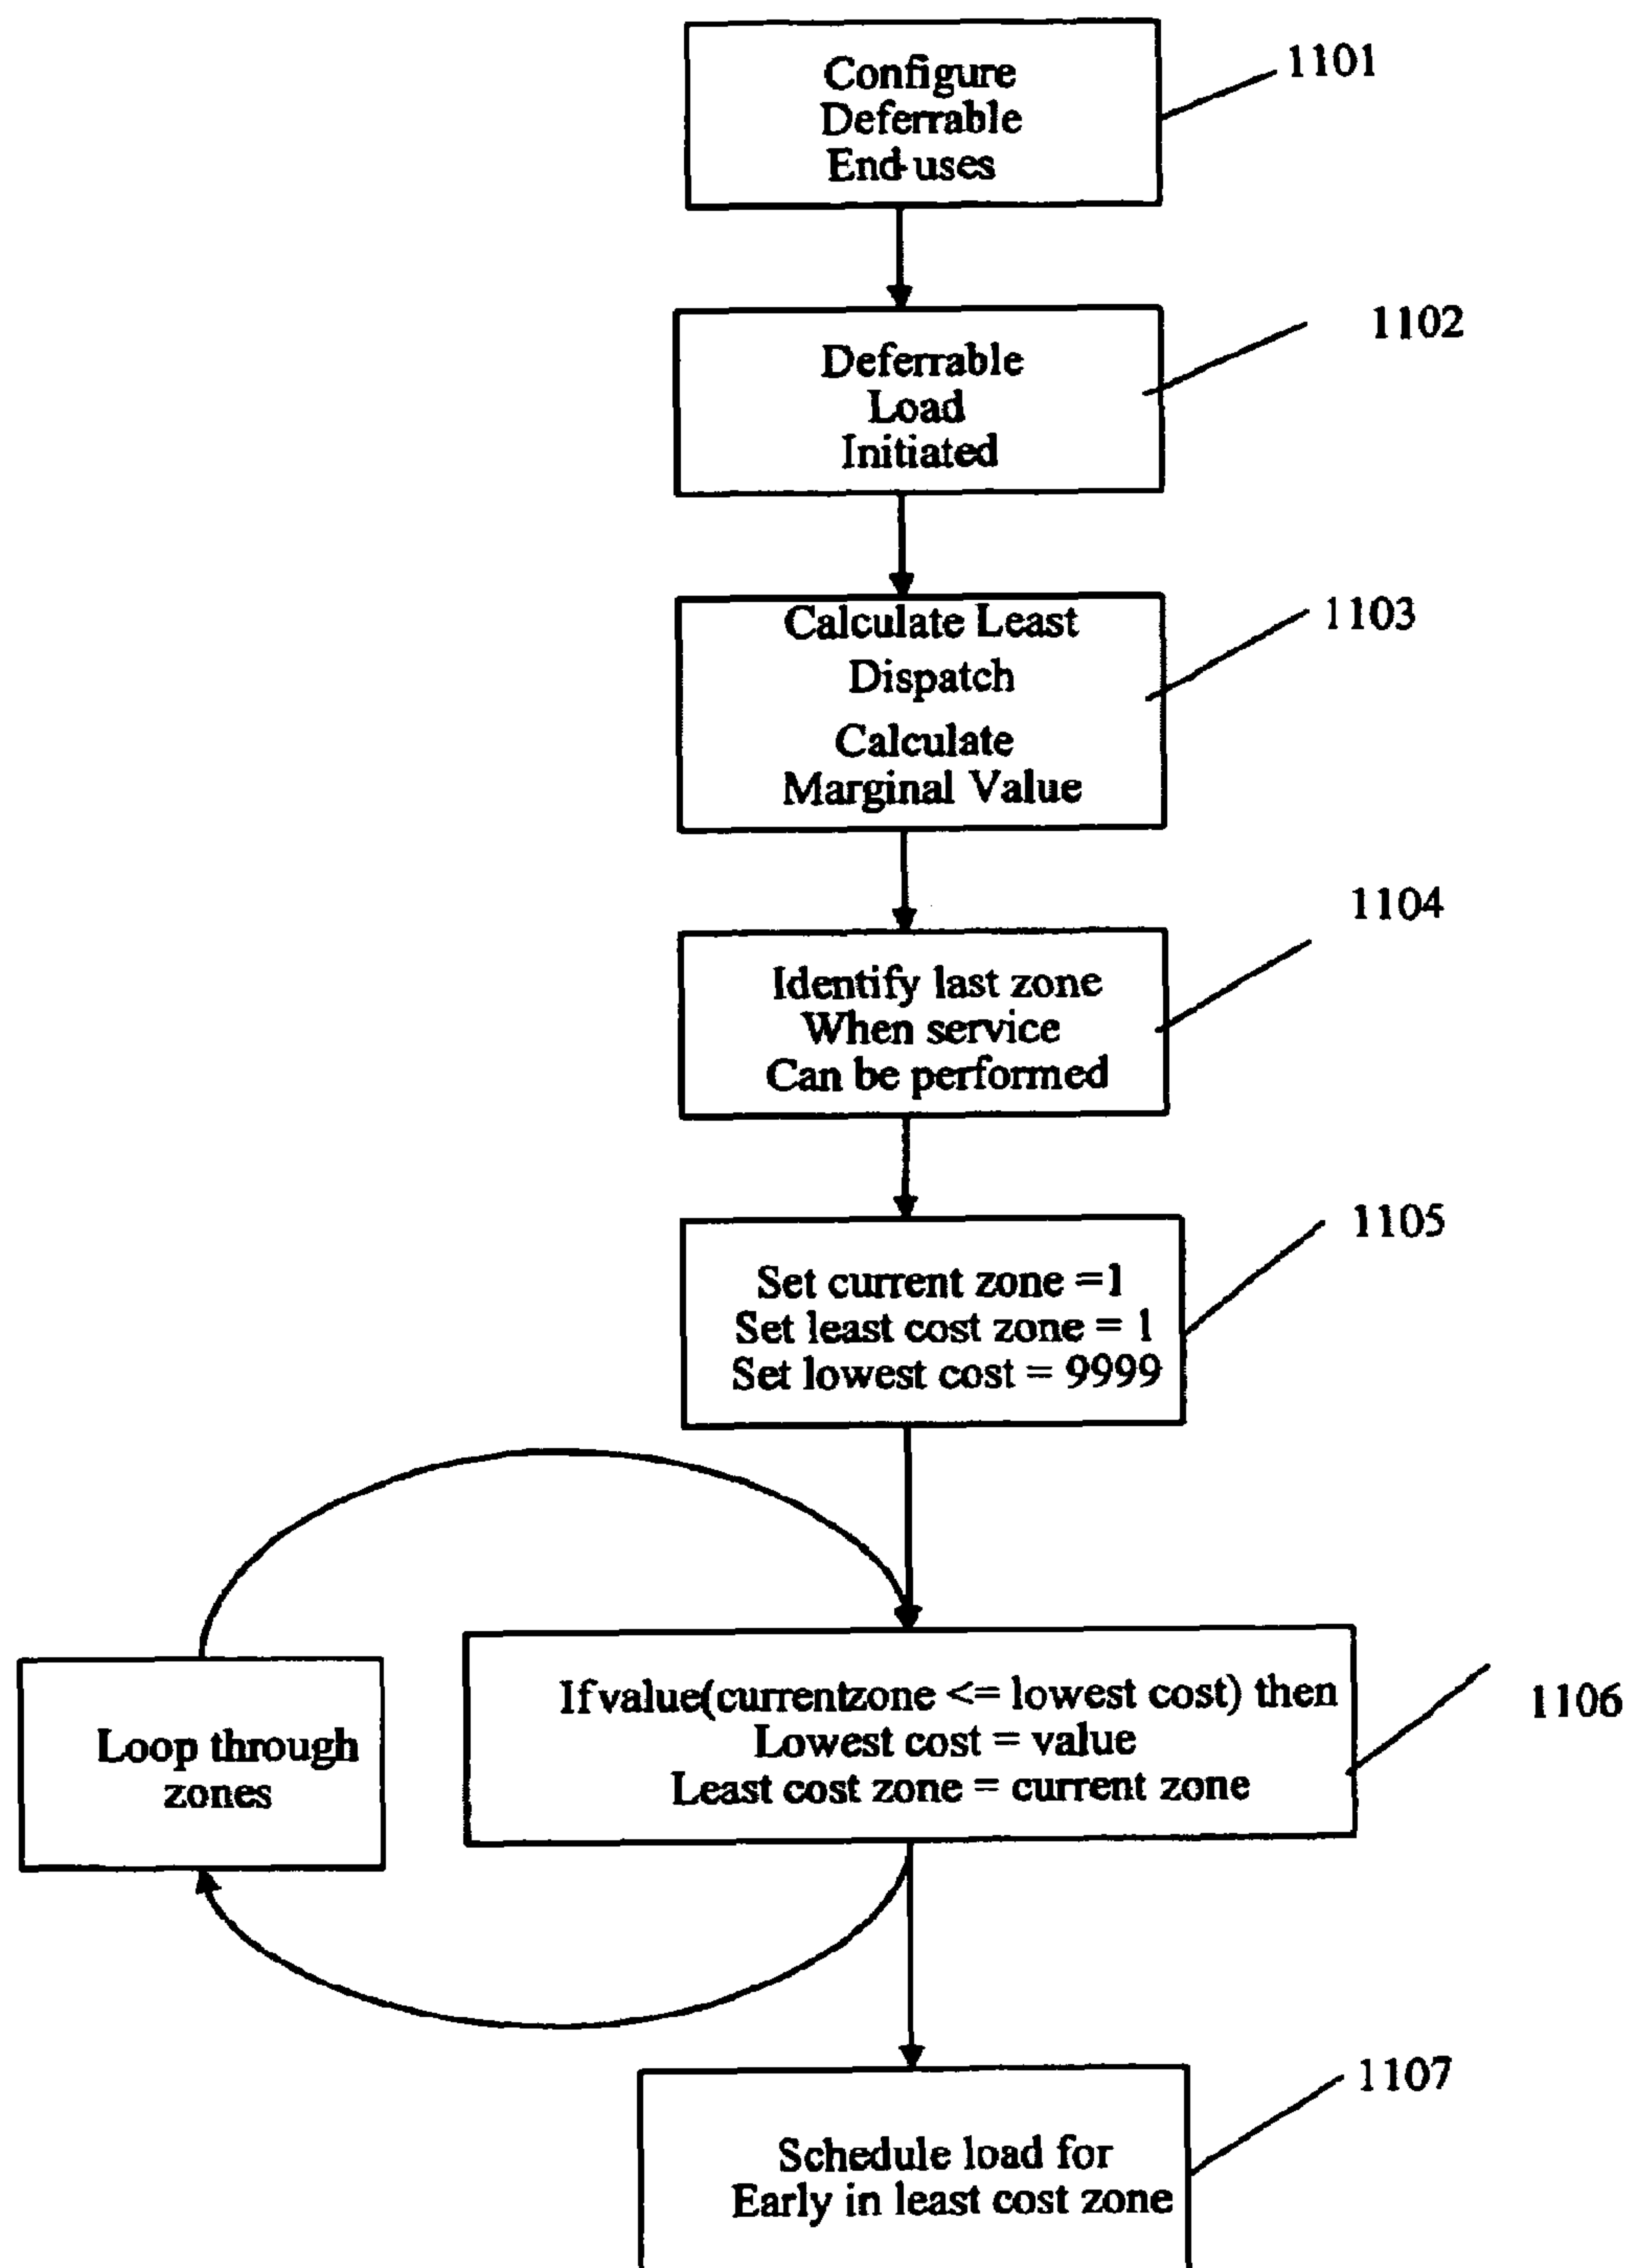 Configure
Deferrable
End-uses
1101
Deferrable
Load
Initiated
1102
Calculate Least
Dispatch
Calculate
Marginal Value
1103
Identify last zone
When service
Can be performed
1104
Set current zone =1
Set least cost zone = 1
Set lowest cost = 9999
1105
If value(currentzone <= lowest cost) then
Lowest cost = value
Least cost zone = current zone
1106
Loop through
zones
Schedule load for
Early in least cost zone
1107